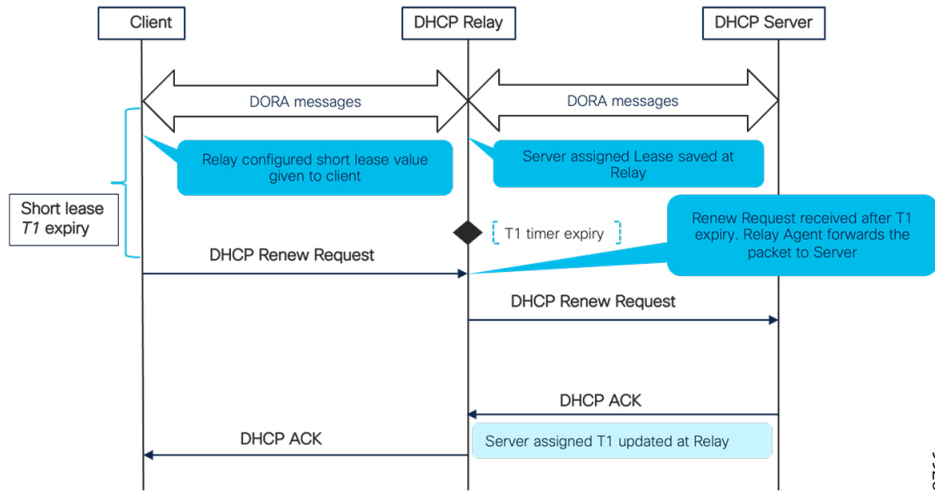 Client
DHCP Relay
DHCP Server
DORA messages
DORA messages
Relay configured short lease value
given to client
Server assigned Lease saved at
Relay
Short lease
T1 expiry
T1 timer expiry
Renew Request received after T1
expiry. Relay Agent forwards the
packet to Server
DHCP Renew Request
DHCP Renew Request
DHCP ACK
Server assigned T1 updated at Relay
DHCP ACK